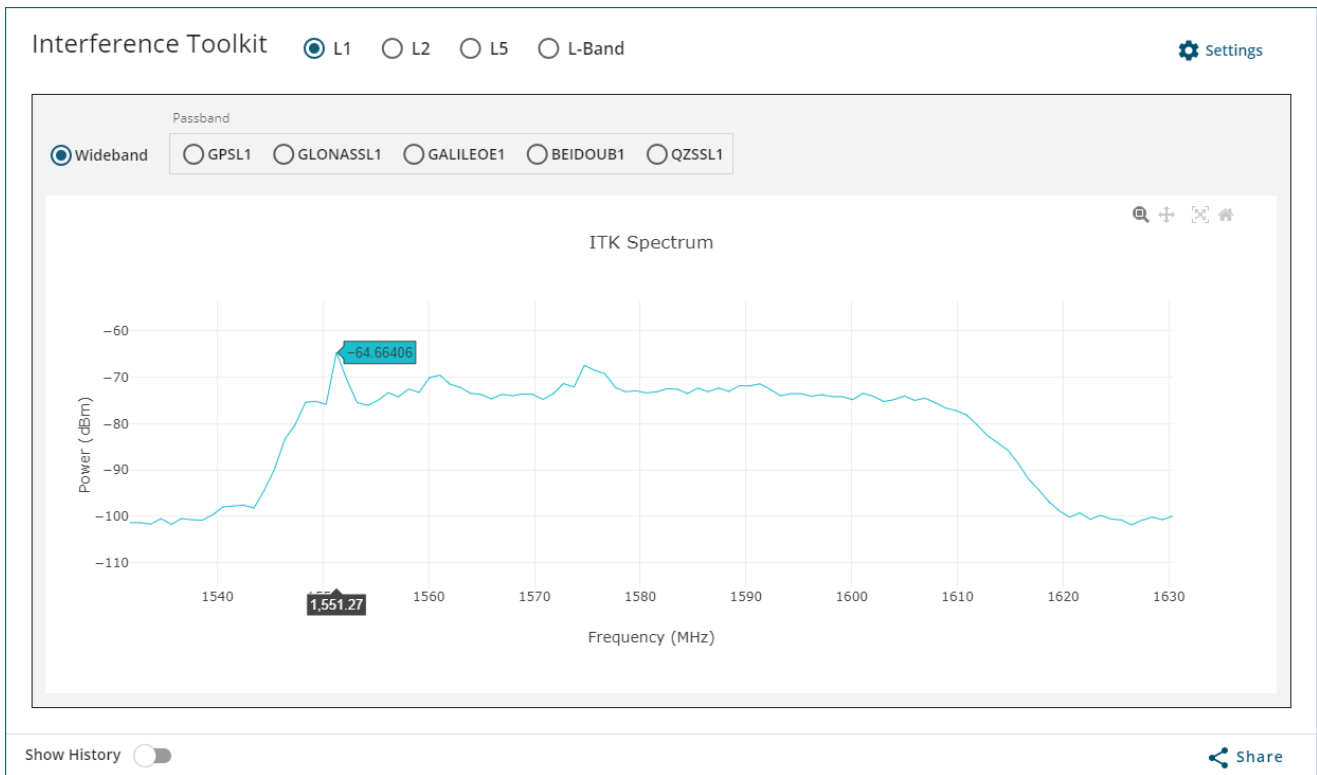 Interference Toolkit L1 L2 L5 L-Band Settings
Passband
Wideband GPSL1 GLONASSL1 GALILEOE1 BEIDOUB1 QZSSL1
ITK Spectrum
−60
−64.66406
−70
−80
−90
−100
−110
Power (dBm)
1540 1,551.27 1560 1570 1580 1590 1600 1610 1620 1630
Frequency (MHz)
Show History Share